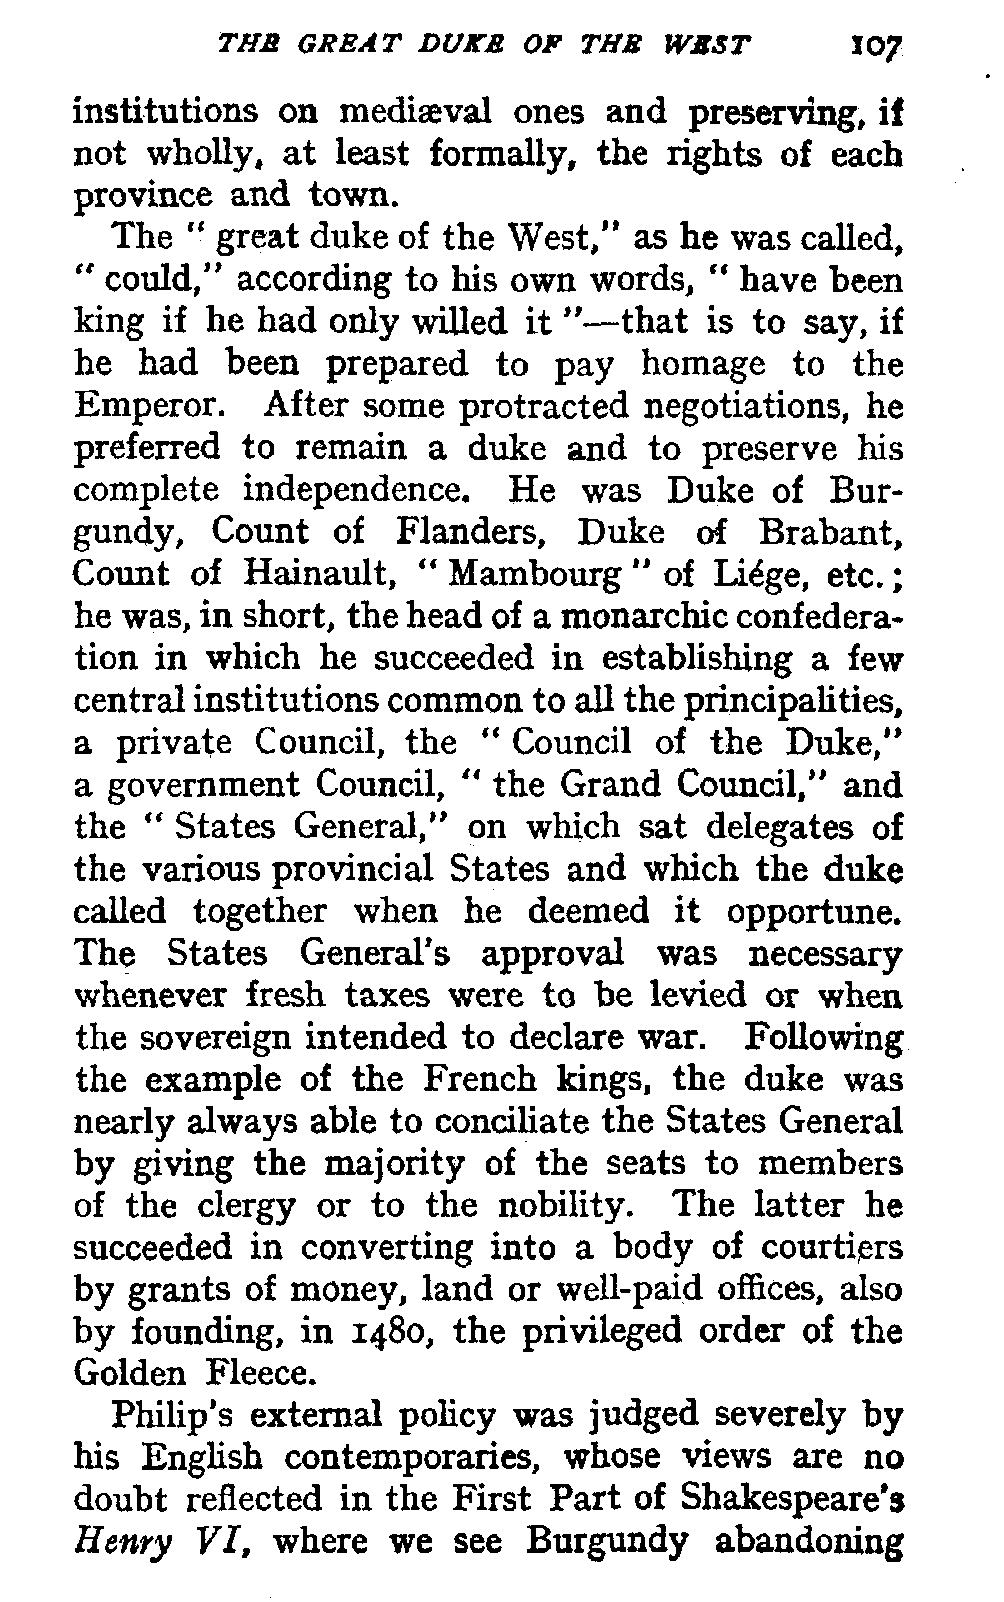 THE GREAT DUKE OF THE WEST 107
institutions on mediæval ones and preserving, if
not wholly, at least formally, the rights of each
province and town.
The " great duke of the West," as he was called,
" could," according to his own words, " have been
king if he had only willed it "—that is to say, if
he had been prepared to pay homage to the
Emperor. After some protracted negotiations, he
preferred to remain a duke and to preserve his
complete independence. He was Duke of Bur-
gundy, Count of Flanders, Duke of Brabant,
Count of Hainault, " Mambourg " of Liége, etc. ;
he was, in short, the head of a monarchic confedera-
tion in which he succeeded in establishing a few
central institutions common to all the principalities,
a private Council, the " Council of the Duke,"
a government Council, " the Grand Council," and
the " States General," on which sat delegates of
the various provincial States and which the duke
called together when he deemed it opportune.
The States General's approval was necessary
whenever fresh taxes were to be levied or when
the sovereign intended to declare war. Following
the example of the French kings, the duke was
nearly always able to conciliate the States General
by giving the majority of the seats to members
of the clergy or to the nobility. The latter he
succeeded in converting into a body of courtiers
by grants of money, land or well-paid offices, also
by founding, in 1480, the privileged order of the
Golden Fleece.
Philip's external policy was judged severely by
his English contemporaries, whose views are no
doubt reflected in the First Part of Shakespeare's
Henry VI, where we see Burgundy abandoning